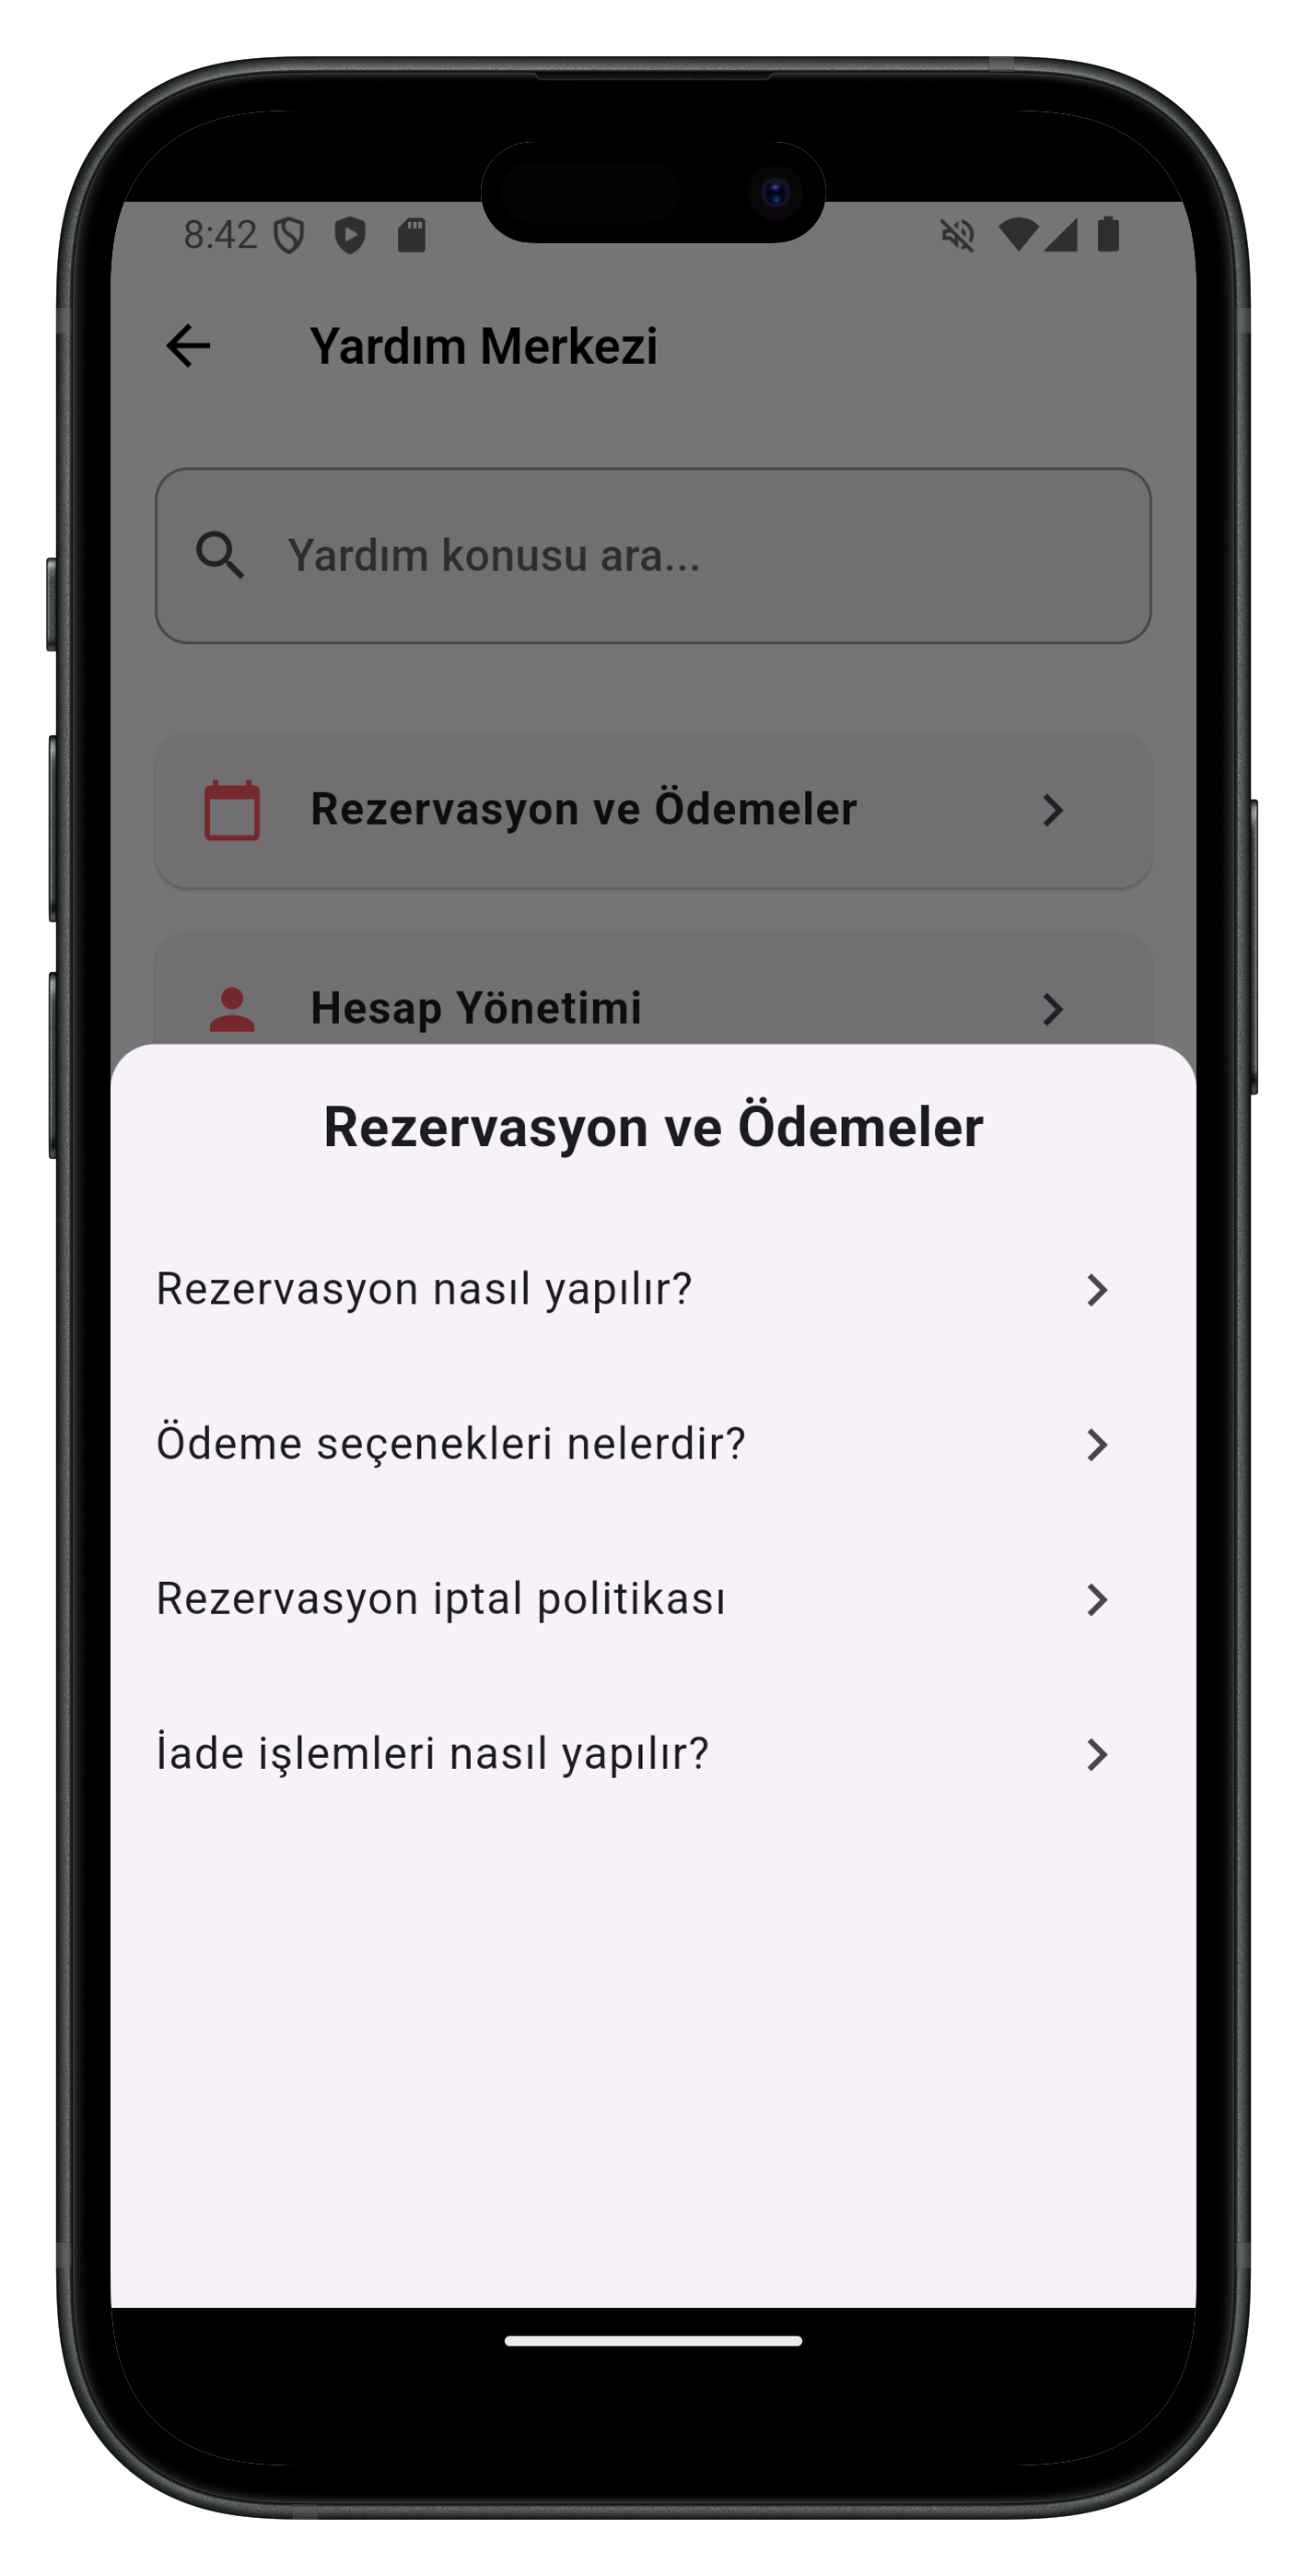 8:42
Yardım Merkezi
Yardım konusu ara...
Rezervasyon ve Ödemeler
Hesap Yönetimi
Rezervasyon ve Ödemeler
Rezervasyon nasıl yapılır?
Ödeme seçenekleri nelerdir?
Rezervasyon iptal politikası
İade işlemleri nasıl yapılır?